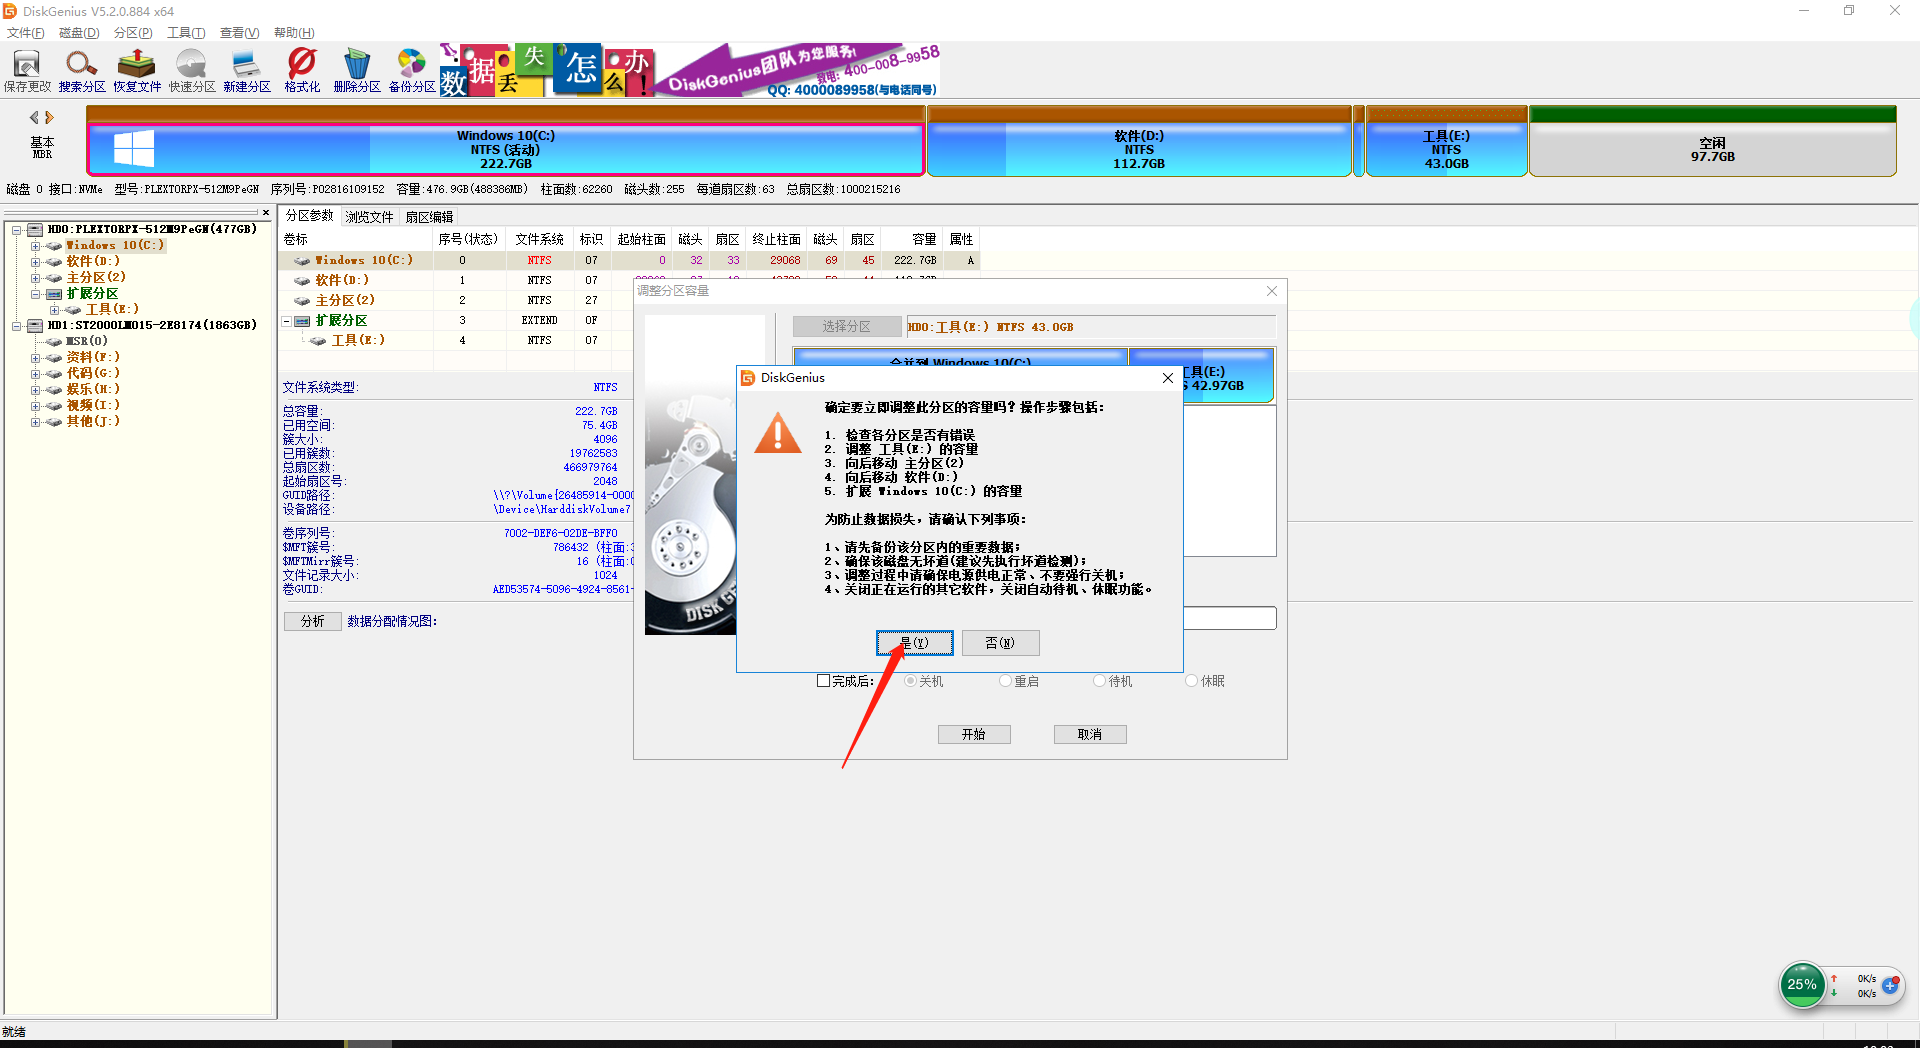 DiskGenius V5.2.0.884 x64
文件(F) 磁盘(D) 分区(P) 工具(T) 查看(V) 帮助(H)
保存更改 搜索分区 恢复文件 快速分区 新建分区 格式化 删除分区 备份分区
数据丢失怎么办!
DiskGenius团队为您服务!
致电: 400-008-9958
QQ: 4000089958(与电话同号)
基本
MBR
Windows 10(C:)
NTFS (活动)
222.7GB
软件(D:)
NTFS
112.7GB
工具(E:)
NTFS
43.0GB
空闲
97.7GB
磁盘 0 接口:NVMe 型号:PLEXTORPX-512M9PeGN 序列号:P02816109152 容量:476.9GB(488386MB) 柱面数:62260 磁头数:255 每道扇区数:63 总扇区数:1000215216
HD0:PLEXTORPX-512M9PeGN(477GB)
Windows 10(C:)
软件(D:)
主分区(2)
扩展分区
工具(E:)
HD1:ST2000LM015-2E8174(1863GB)
MSR(0)
资料(F:)
代码(G:)
娱乐(H:)
视频(I:)
其他(J:)
分区参数 浏览文件 扇区编辑
卷标 序号(状态) 文件系统 标识 起始柱面 磁头 扇区 终止柱面 磁头 扇区 容量 属性
Windows 10(C:) 0 NTFS 07 0 32 33 29068 69 45 222.7GB A
软件(D:) 1 NTFS 07
主分区(2) 2 NTFS 27
扩展分区 3 EXTEND 0F
工具(E:) 4 NTFS 07
文件系统类型: NTFS
总容量: 222.7GB
已用空间: 75.4GB
簇大小: 4096
已用簇数: 19762583
总扇区数: 466979764
起始扇区号: 2048
GUID路径: \\?\Volume{26485914-0000
设备路径: \Device\HarddiskVolume7
卷序列号: 7002-DEF6-02DE-BFF0
$MFT簇号: 786432 (柱面:
$MFTMirr簇号: 16 (柱面:
文件记录大小: 1024
卷GUID: AED53574-5096-4924-8561-
分析 数据分配情况图:
调整分区容量
选择分区 HD0:工具(E:) NTFS 43.0GB
合并到 Windows 10(C:)
工具(E:)
S 42.97GB
DISK GE
DiskGenius
确定要立即调整此分区的容量吗? 操作步骤包括:
1. 检查各分区是否有错误
2. 调整 工具(E:) 的容量
3. 向后移动 主分区(2)
4. 向后移动 软件(D:)
5. 扩展 Windows 10(C:) 的容量
为防止数据损失, 请确认下列事项:
1、请先备份该分区内的重要数据;
2、确保该磁盘无坏道(建议先执行坏道检测);
3、调整过程中请确保电源供电正常、不要强行关机;
4、关闭正在运行的其它软件, 关闭自动待机、休眠功能。
是(Y) 否(N)
完成后: 关机 重启 待机 休眠
开始 取消
25%
0K/s
0K/s
就绪